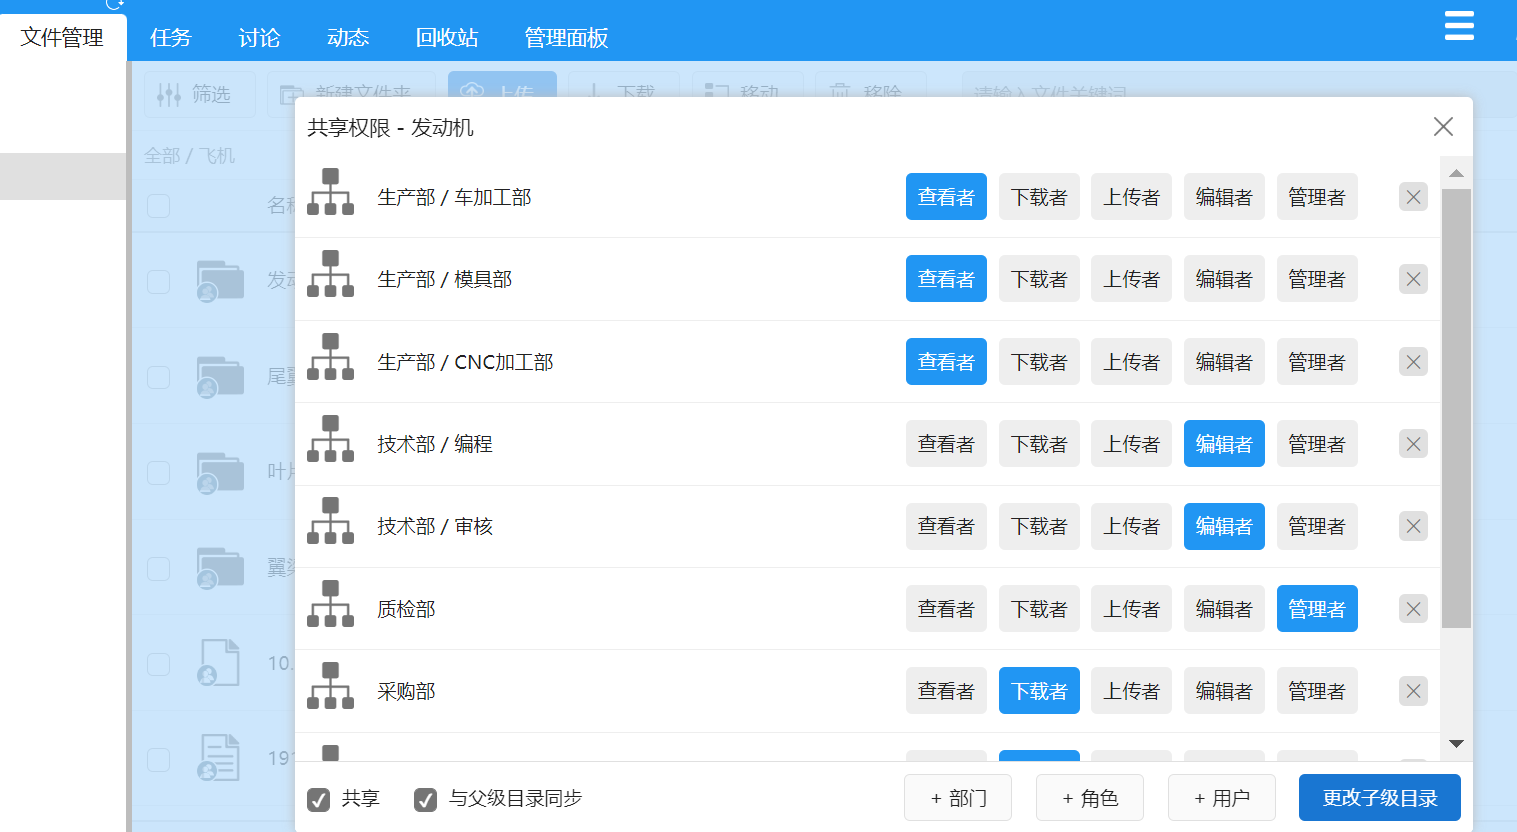 文件管理 任务 讨论 动态 回收站 管理面板
筛选 新建文件夹 上传 下载 移动 移除 请输入文件关键词
共享权限 - 发动机
全部 / 飞机
生产部 / 车加工部 查看者 下载者 上传者 编辑者 管理者
名称
生产部 / 模具部 查看者 下载者 上传者 编辑者 管理者
发动
生产部 / CNC加工部 查看者 下载者 上传者 编辑者 管理者
尾翼
技术部 / 编程 查看者 下载者 上传者 编辑者 管理者
叶片
技术部 / 审核 查看者 下载者 上传者 编辑者 管理者
翼梁
质检部 查看者 下载者 上传者 编辑者 管理者
10.
采购部 查看者 下载者 上传者 编辑者 管理者
191
共享 与父级目录同步 + 部门 + 角色 + 用户 更改子级目录